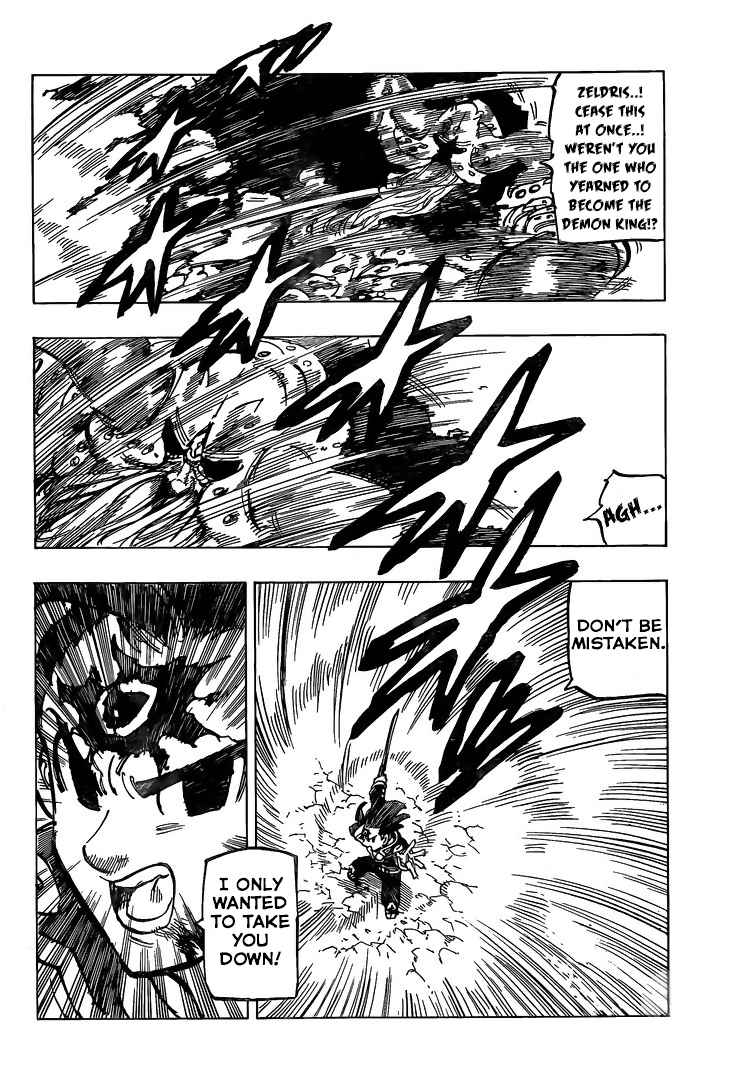 ZELDRIS..!
CEASE THIS
AT ONCE..!
WEREN'T YOU
THE ONE WHO
YEARNED TO
BECOME THE
DEMON KING!?
AGH...
DON'T BE
MISTAKEN.
I ONLY
WANTED
TO TAKE
YOU
DOWN!